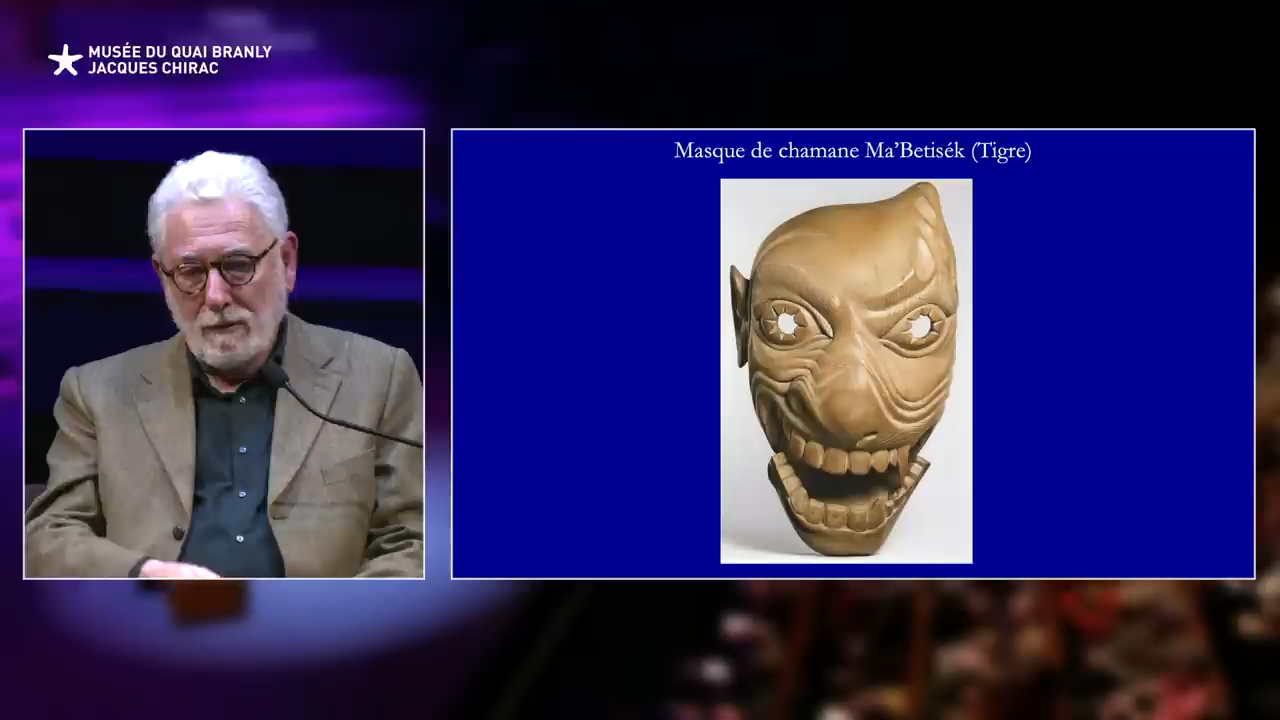 MUSÉE DU QUAI BRANLY
JACQUES CHIRAC
Masque de chamane Ma'Betisék (Tigre)